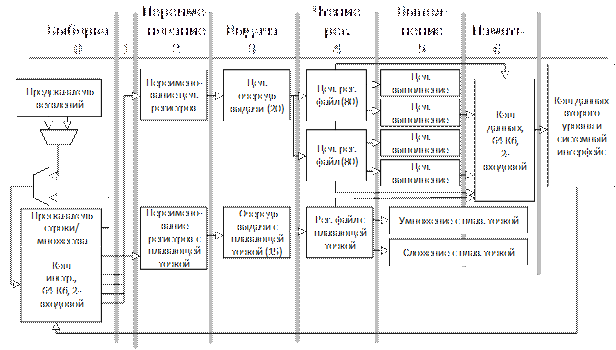 Выборка
0
1
Переиме-
нование
2
Выдача
3
Чтение
рег.
4
Выпол-
нение
5
Память
6
Предсказатель
ветвлений
Предсказатель
строки/
множества
Кэш
инстр.,
64 Кб, 2-
входовой
Переимено-
вание цел.
регистров
Цел.
очередь
выдачи (20)
Цел. рег.
файл (80)
Цел. рег.
файл (80)
Цел.
выполнение
Цел.
выполнение
Цел.
выполнение
Цел.
выполнение
Кэш
данных,
64 Кб,
2-
входовой
Кэш данных
второго
уровня и
системный
интерфейс
Переимено-
вание
регистров с
плавающей
точкой
Очередь
выдачи с
плавающей
точкой (15)
Рег. файл с
плавающей
точкой
Умножение с плав. точкой
Сложение с плав. точкой